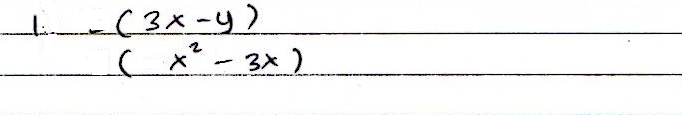 1. -(3x-y)
( x² - 3x )